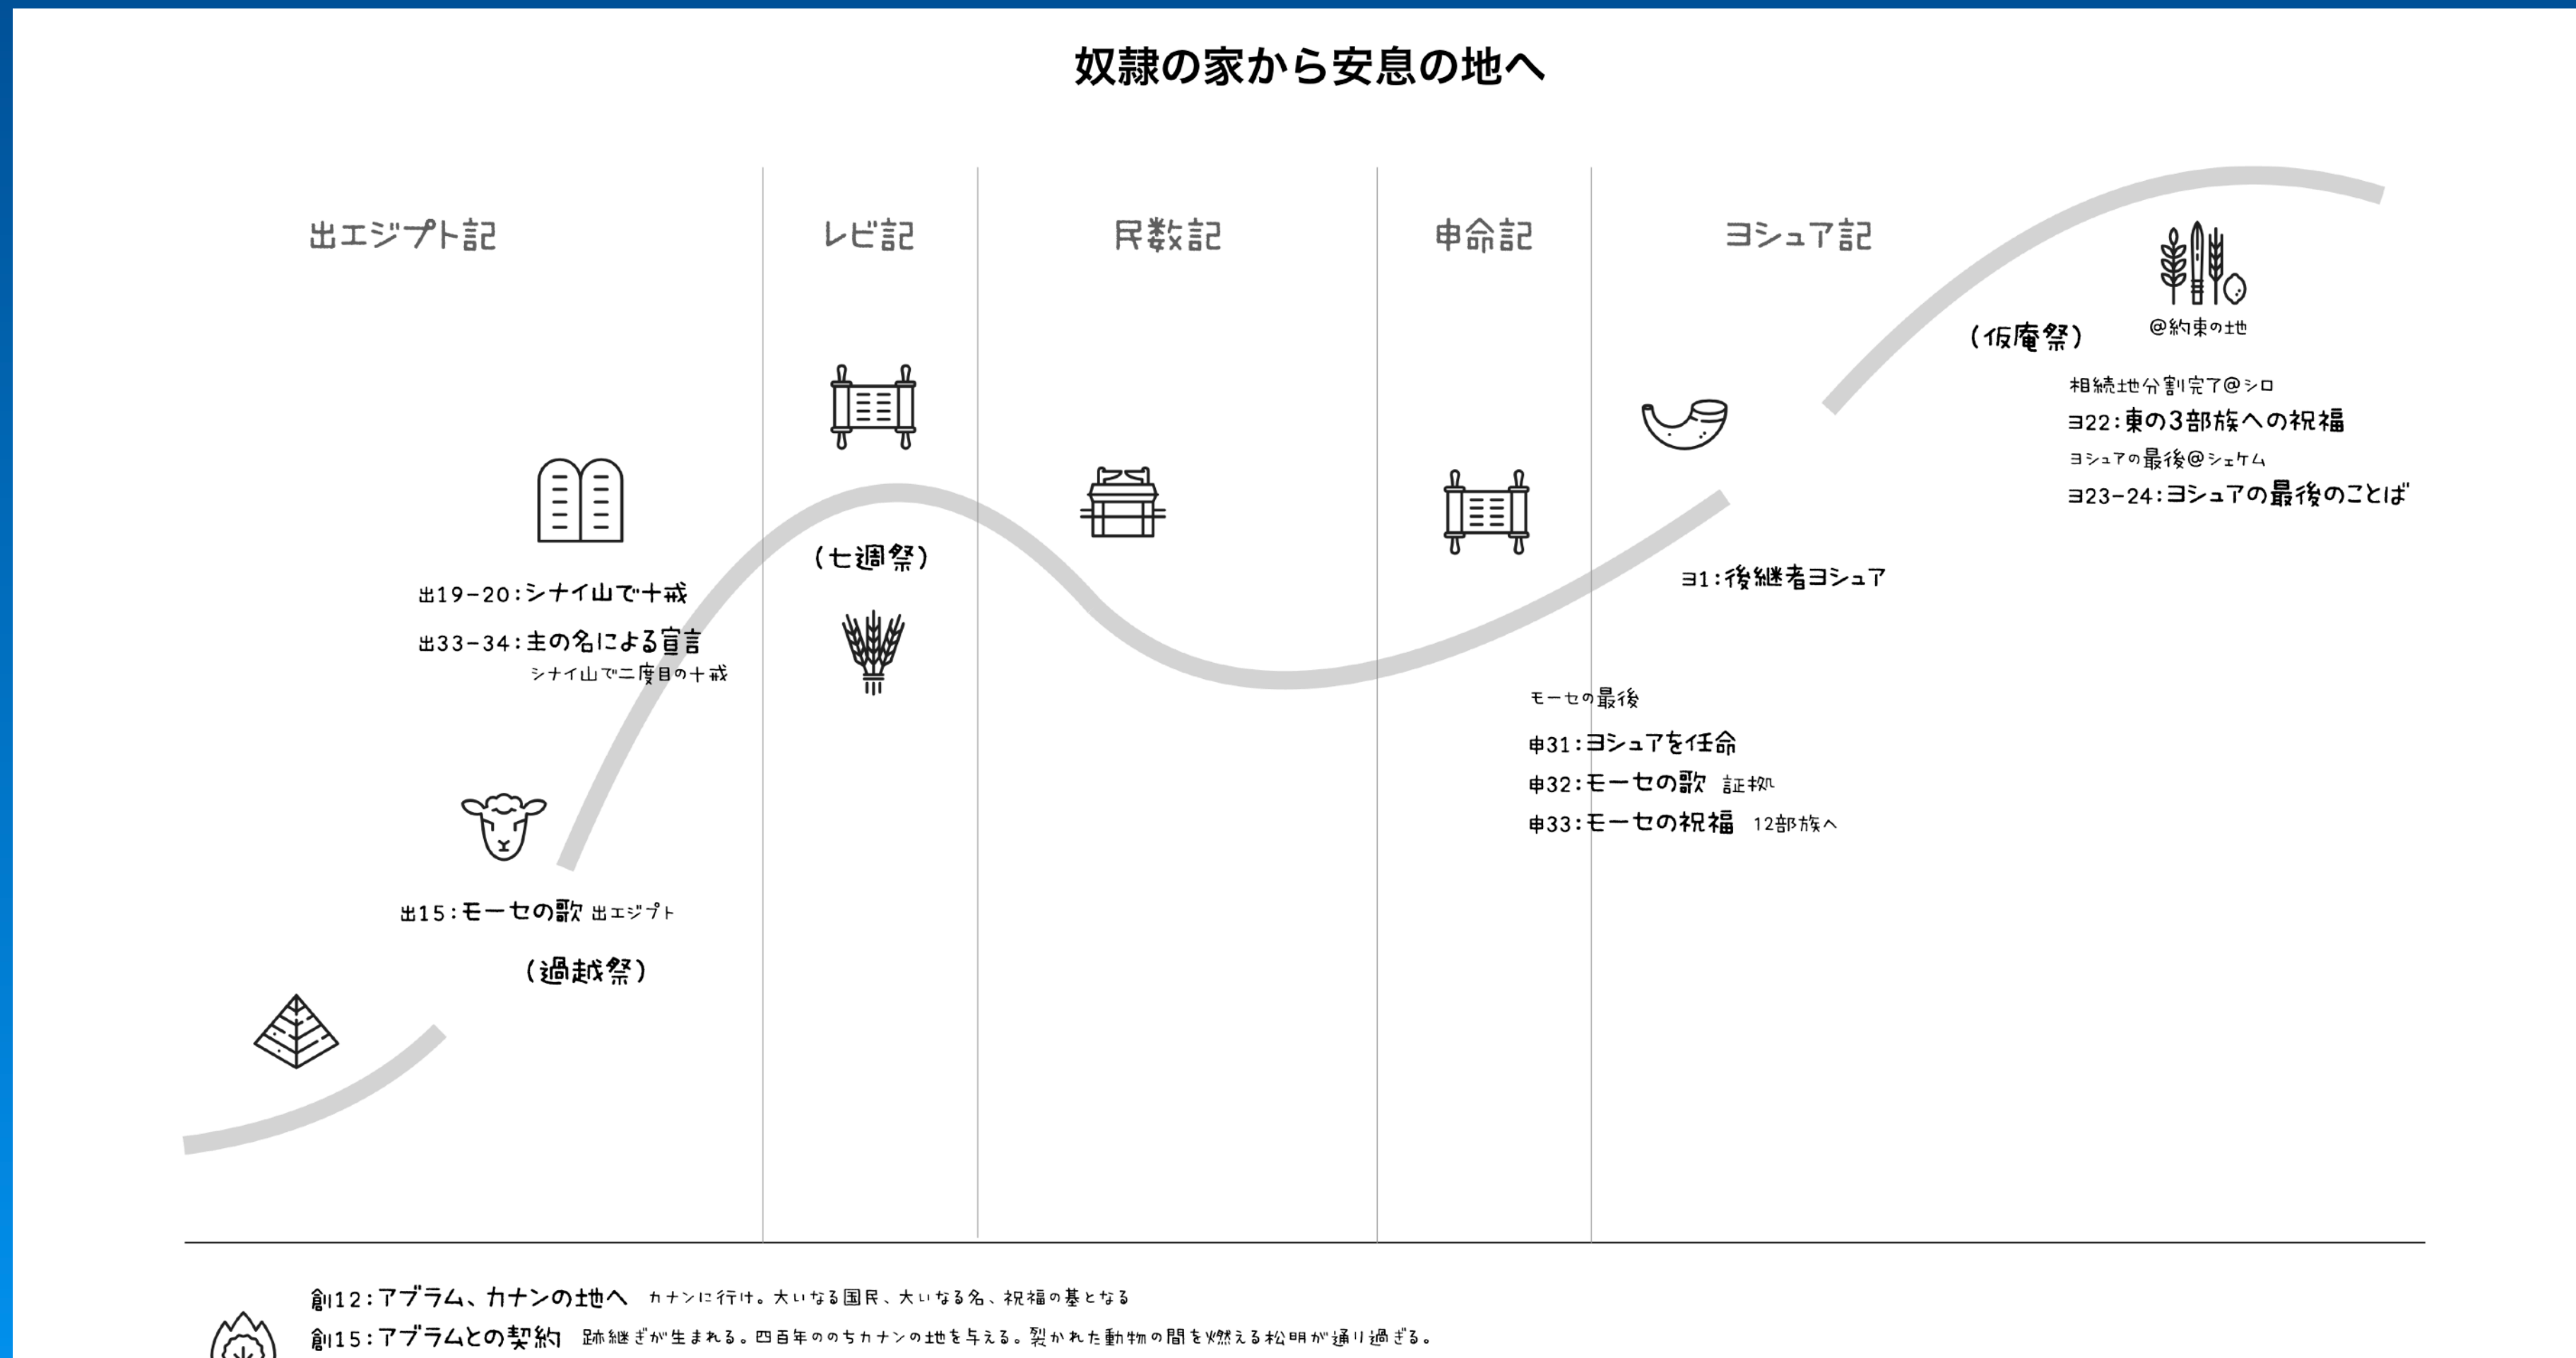 奴隷の家から安息の地へ
出エジプト記
レビ記
民数記
申命記
ヨシュア記
(仮庵祭)
@約束の地
相続地分割完了@シロ
ヨ22:東の3部族への祝福
ヨシュアの最後@シェケム
ヨ23-24:ヨシュアの最後のことば
(七週祭)
ヨ1:後継者ヨシュア
出19-20:シナイ山で十戒
出33-34:主の名による宣言
シナイ山で二度目の十戒
モーセの最後
申31:ヨシュアを任命
申32:モーセの歌 証拠
申33:モーセの祝福 12部族へ
出15:モーセの歌 出エジプト
(過越祭)
創12:アブラム、カナンの地へ カナンに行け。大いなる国民、大いなる名、祝福の基となる
創15:アブラムとの契約 跡継ぎが生まれる。四百年ののちカナンの地を与える。裂かれた動物の間を燃える松明が通り過ぎる。